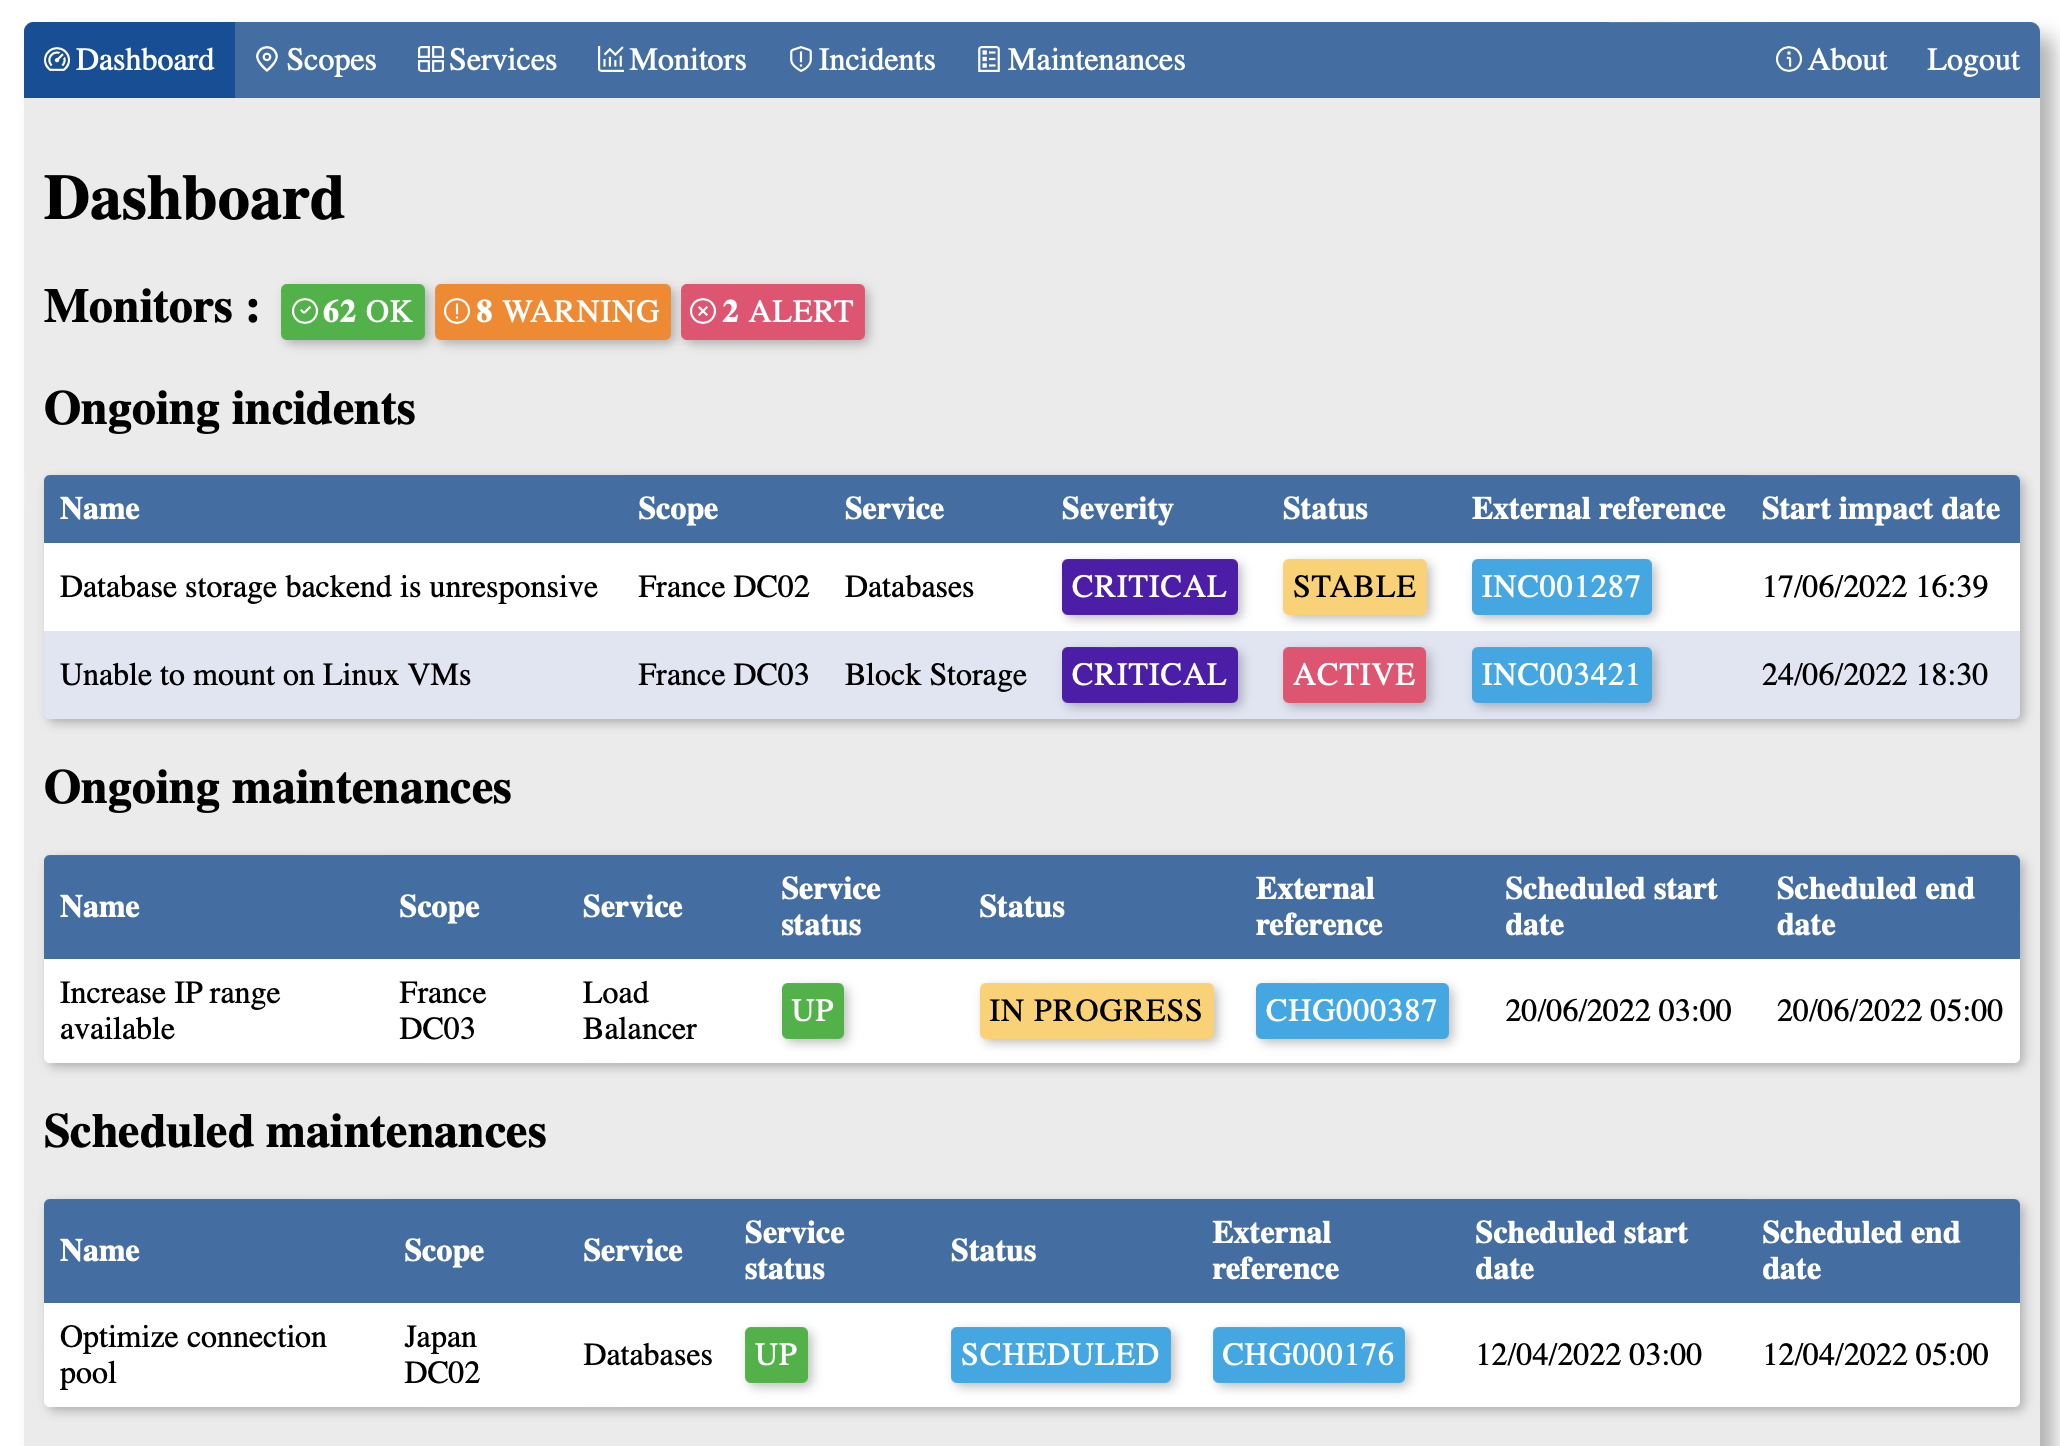 Dashboard Scopes Services Monitors Incidents Maintenances About Logout
Dashboard
Monitors : 62 OK 8 WARNING 2 ALERT
Ongoing incidents
Name Scope Service Severity Status External reference Start impact date
Database storage backend is unresponsive France DC02 Databases CRITICAL STABLE INC001287 17/06/2022 16:39
Unable to mount on Linux VMs France DC03 Block Storage CRITICAL ACTIVE INC003421 24/06/2022 18:30
Ongoing maintenances
Name Scope Service Service status Status External reference Scheduled start date Scheduled end date
Increase IP range available France DC03 Load Balancer UP IN PROGRESS CHG000387 20/06/2022 03:00 20/06/2022 05:00
Scheduled maintenances
Name Scope Service Service status Status External reference Scheduled start date Scheduled end date
Optimize connection pool Japan DC02 Databases UP SCHEDULED CHG000176 12/04/2022 03:00 12/04/2022 05:00